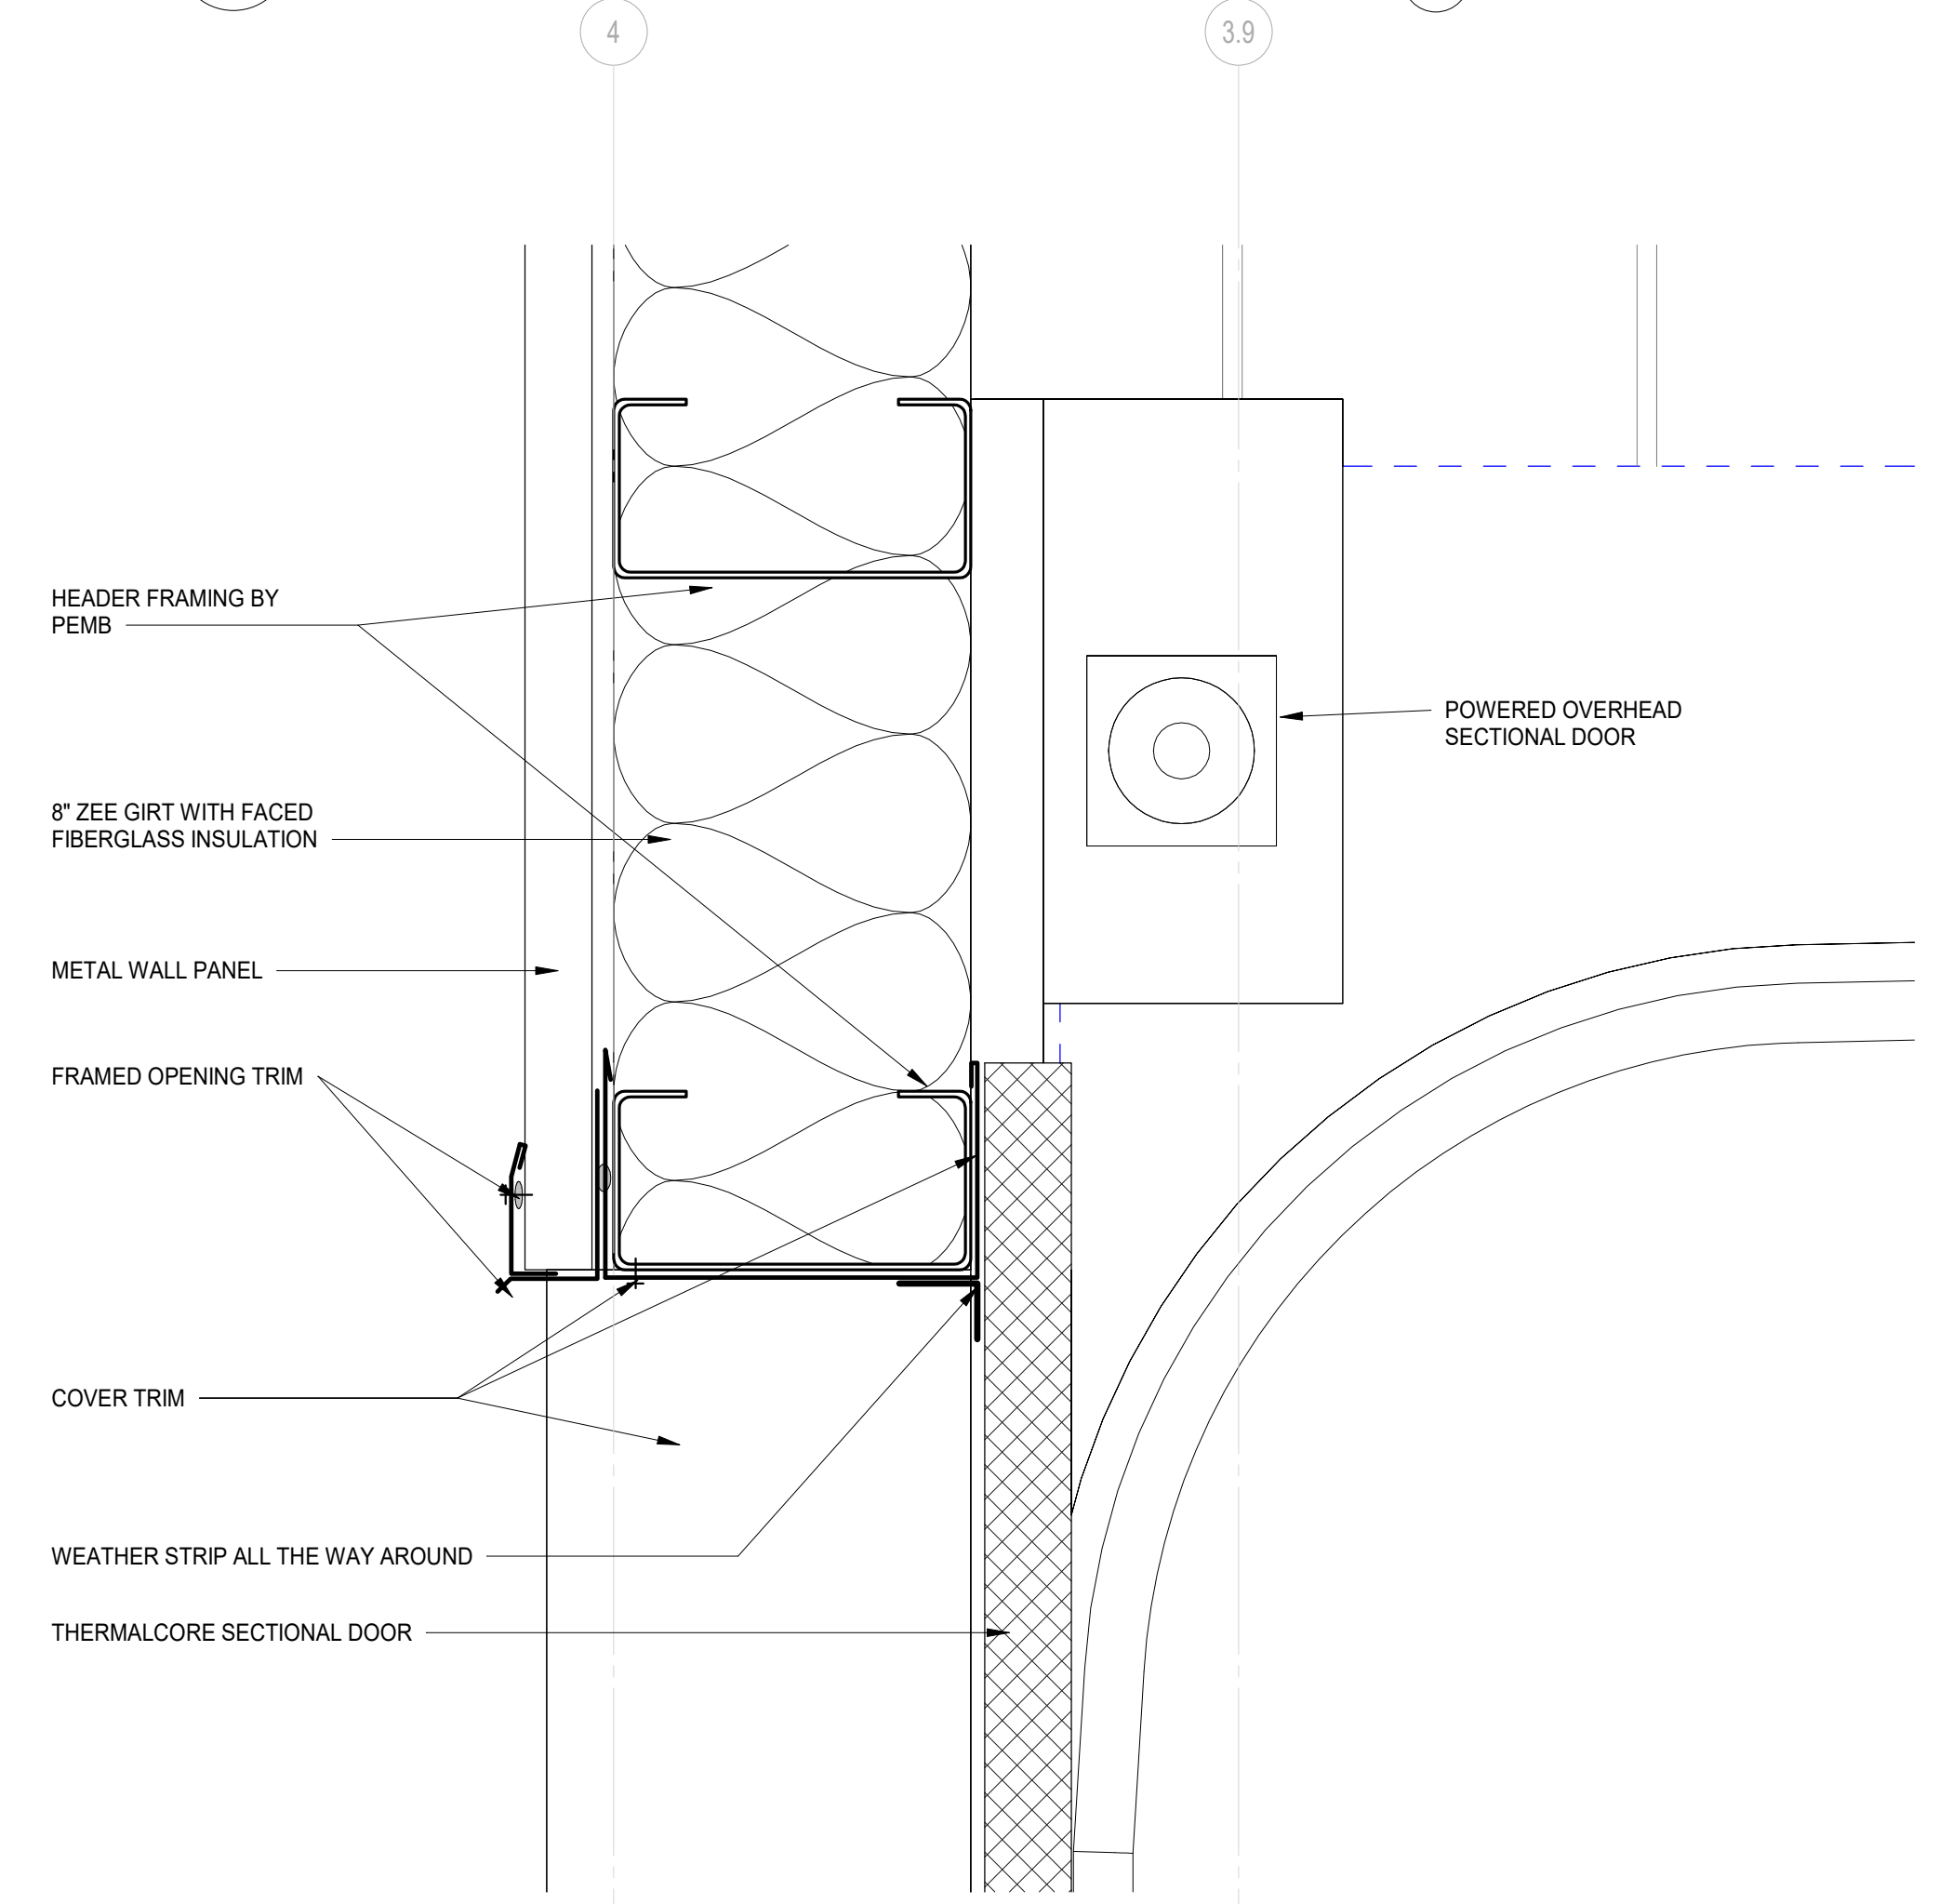 4
3.9
HEADER FRAMING BY
PEMB
POWERED OVERHEAD
SECTIONAL DOOR
8" ZEE GIRT WITH FACED
FIBERGLASS INSULATION
METAL WALL PANEL
FRAMED OPENING TRIM
COVER TRIM
WEATHER STRIP ALL THE WAY AROUND
THERMALCORE SECTIONAL DOOR